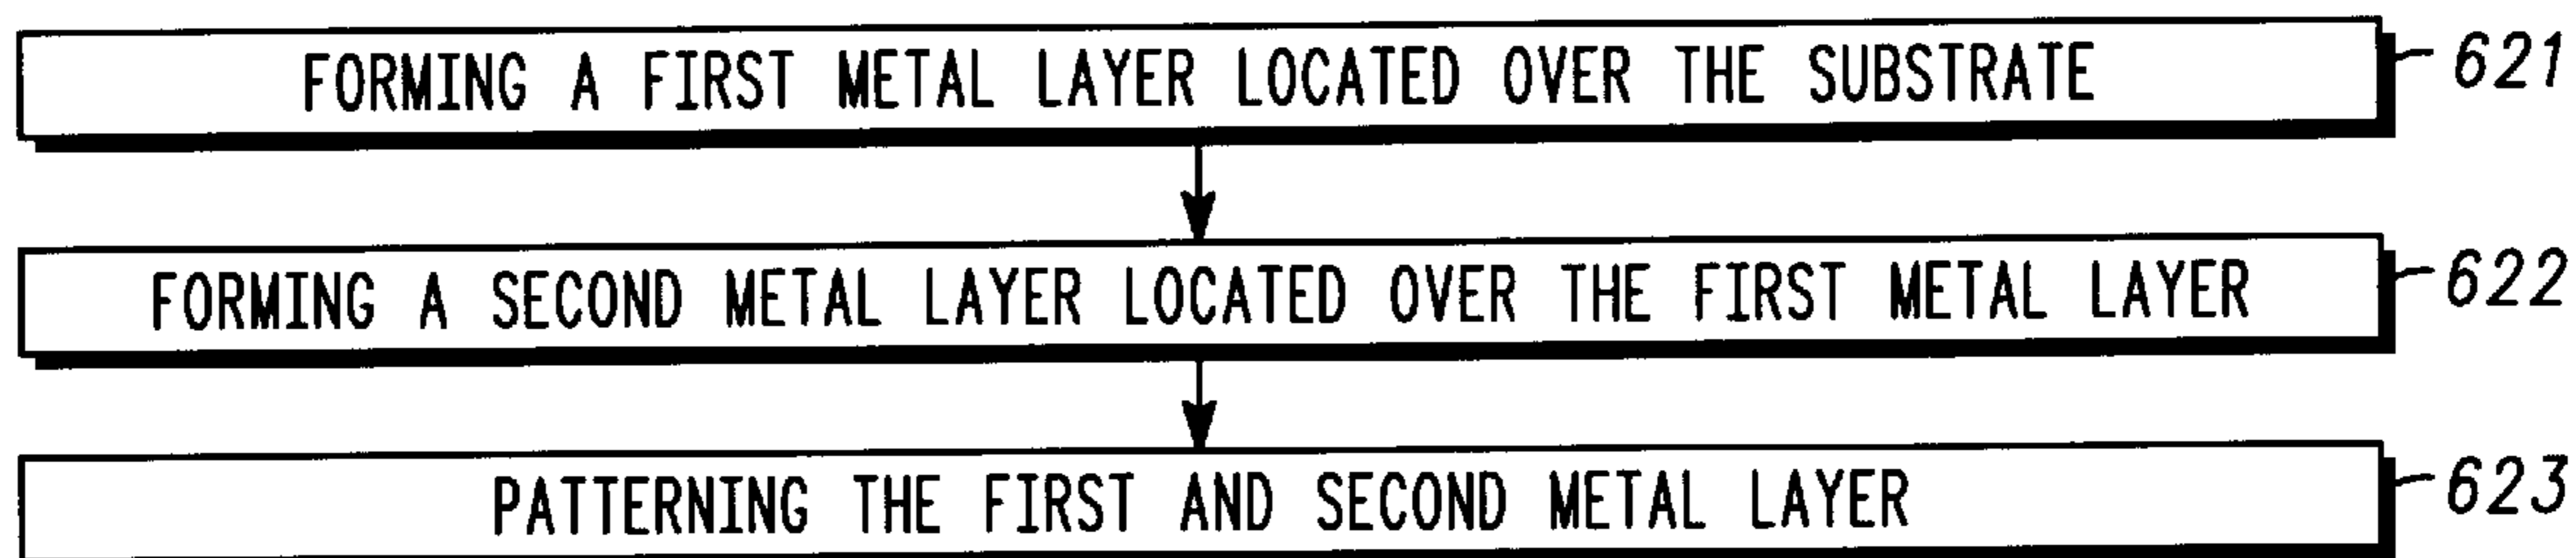 FORMING A FIRST METAL LAYER LOCATED OVER THE SUBSTRATE 621
FORMING A SECOND METAL LAYER LOCATED OVER THE FIRST METAL LAYER 622
PATTERNING THE FIRST AND SECOND METAL LAYER 623